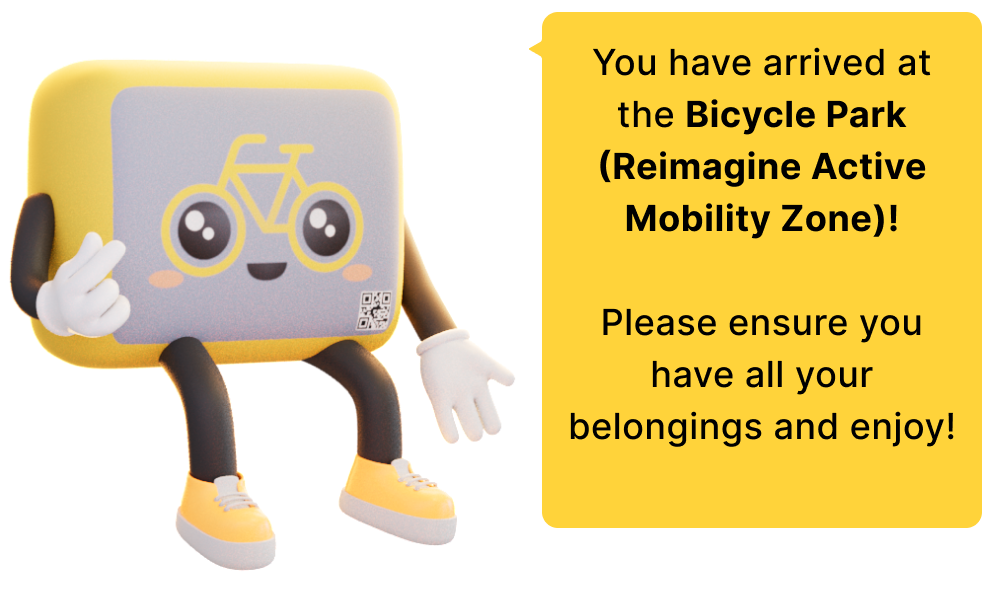 You have arrived at
the Bicycle Park
(Reimagine Active
Mobility Zone)!
Please ensure you
have all your
belongings and enjoy!